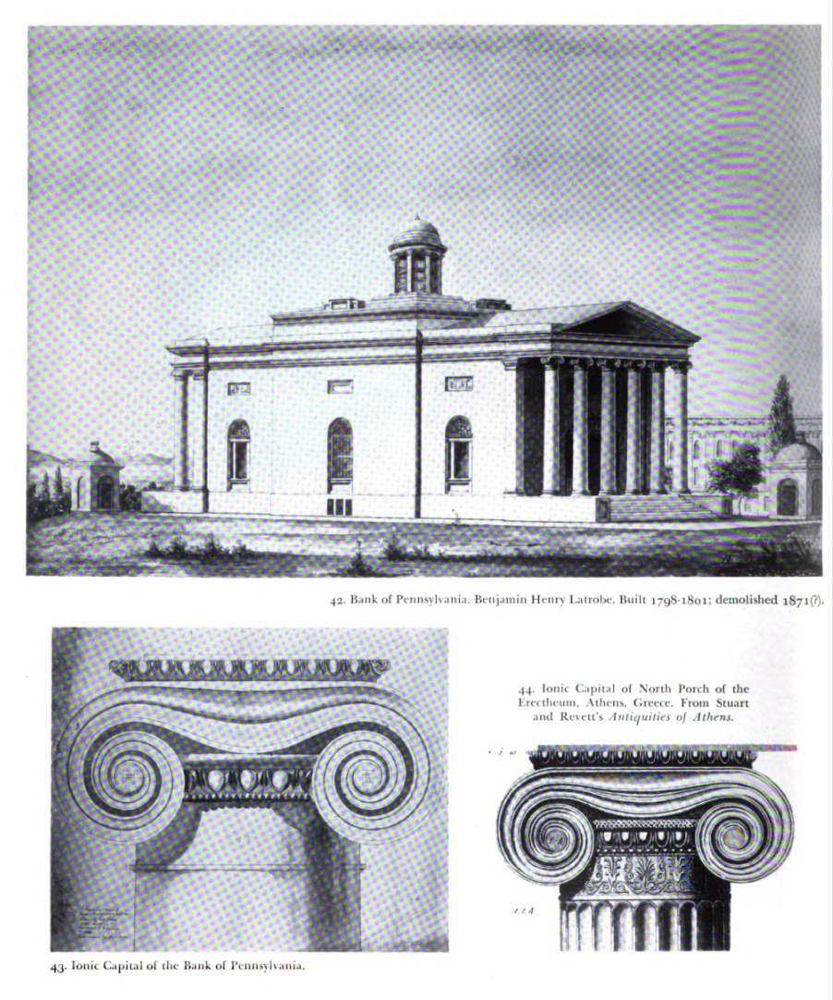 42. Bank of Pennsylvania. Benjamin Henry Latrobe. Built 1798-1801; demolished 1871(?).
44. Ionic Capital of North Porch of the
Erectheum, Athens, Greece. From Stuart
and Revett's Antiquities of Athens.
43. Ionic Capital of the Bank of Pennsylvania.